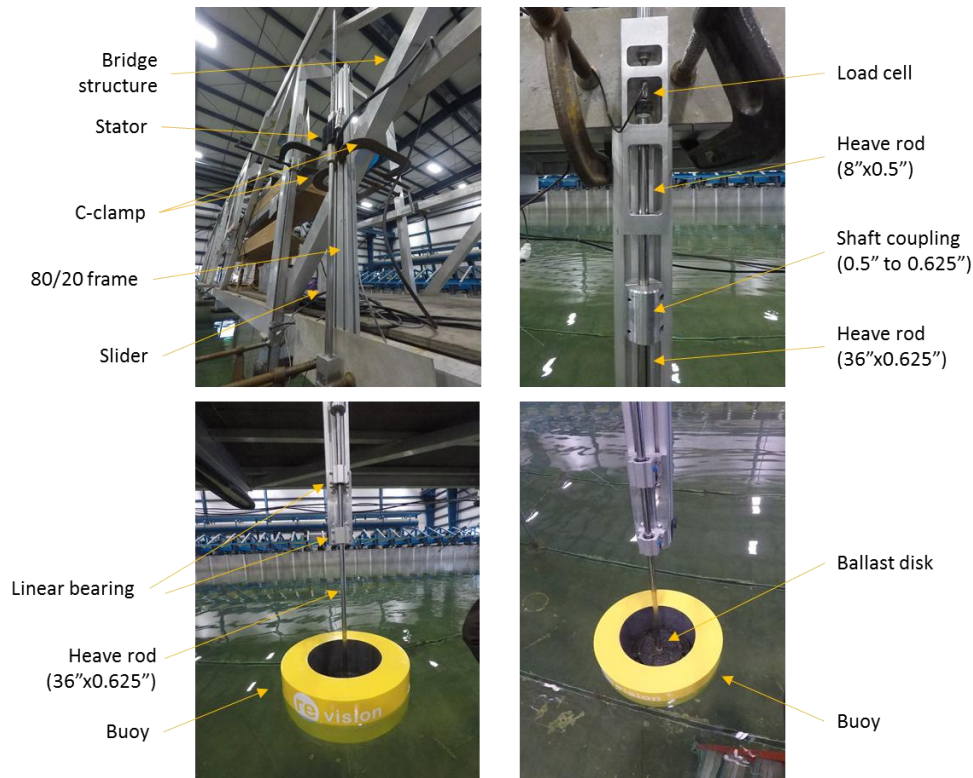 Bridge
structure
Stator
C-clamp
80/20 frame
Slider
Load cell
Heave rod
(8”x0.5”)
Shaft coupling
(0.5” to 0.625”)
Heave rod
(36”x0.625”)
Linear bearing
Heave rod
(36”x0.625”)
Buoy
re vision
Ballast disk
Buoy
vision